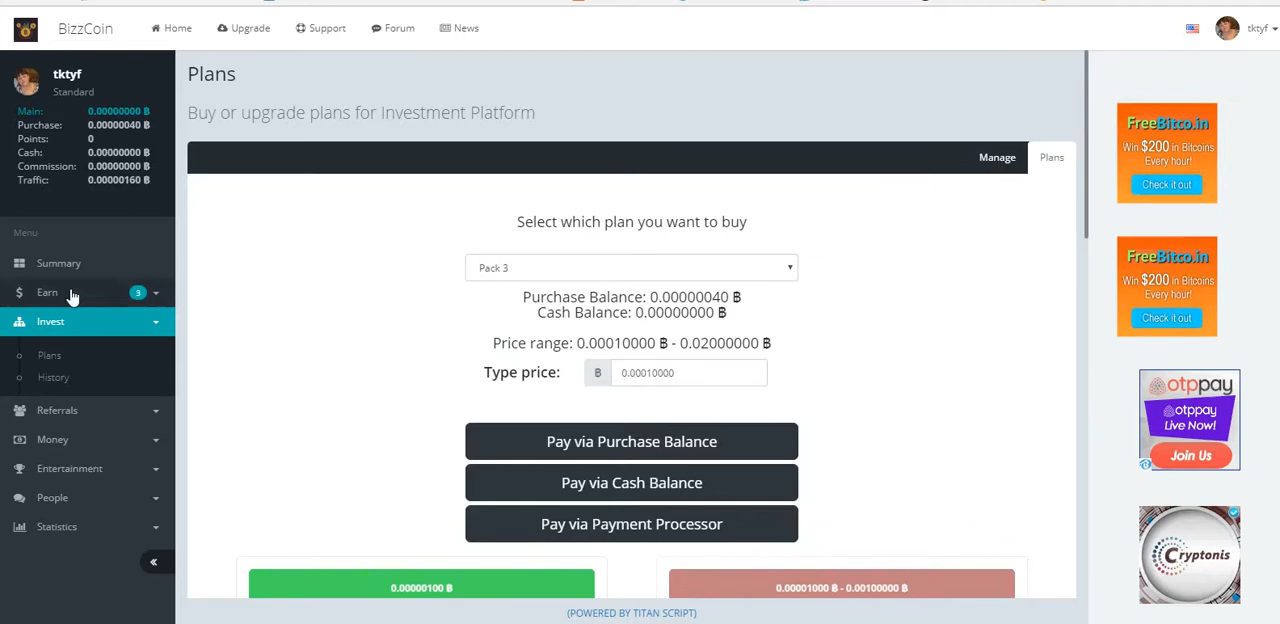 BizzCoin
Home
Upgrade
Support
Forum
News
tktyf
tktyf
Standard
Main: 0.00000000 ฿
Purchase: 0.00000040 ฿
Points: 0
Cash: 0.00000000 ฿
Commission: 0.00000000 ฿
Traffic: 0.00000160 ฿
Menu
Summary
Earn 3
Invest
Plans
History
Referrals
Money
Entertainment
People
Statistics
«
Plans
Buy or upgrade plans for Investment Platform
Manage
Plans
Select which plan you want to buy
Pack 3
Purchase Balance: 0.00000040 ฿
Cash Balance: 0.00000000 ฿
Price range: 0.00010000 ฿ - 0.02000000 ฿
Type price: ฿ 0.00010000
Pay via Purchase Balance
Pay via Cash Balance
Pay via Payment Processor
0.00000100 ฿
0.00001000 ฿ - 0.00100000 ฿
(POWERED BY TITAN SCRIPT)
FreeBitco.in
Win $200 in Bitcoins
Every hour!
Check it out
FreeBitco.in
Win $200 in Bitcoins
Every hour!
Check it out
otppay
otppay
Live Now!
Join Us
Cryptonis